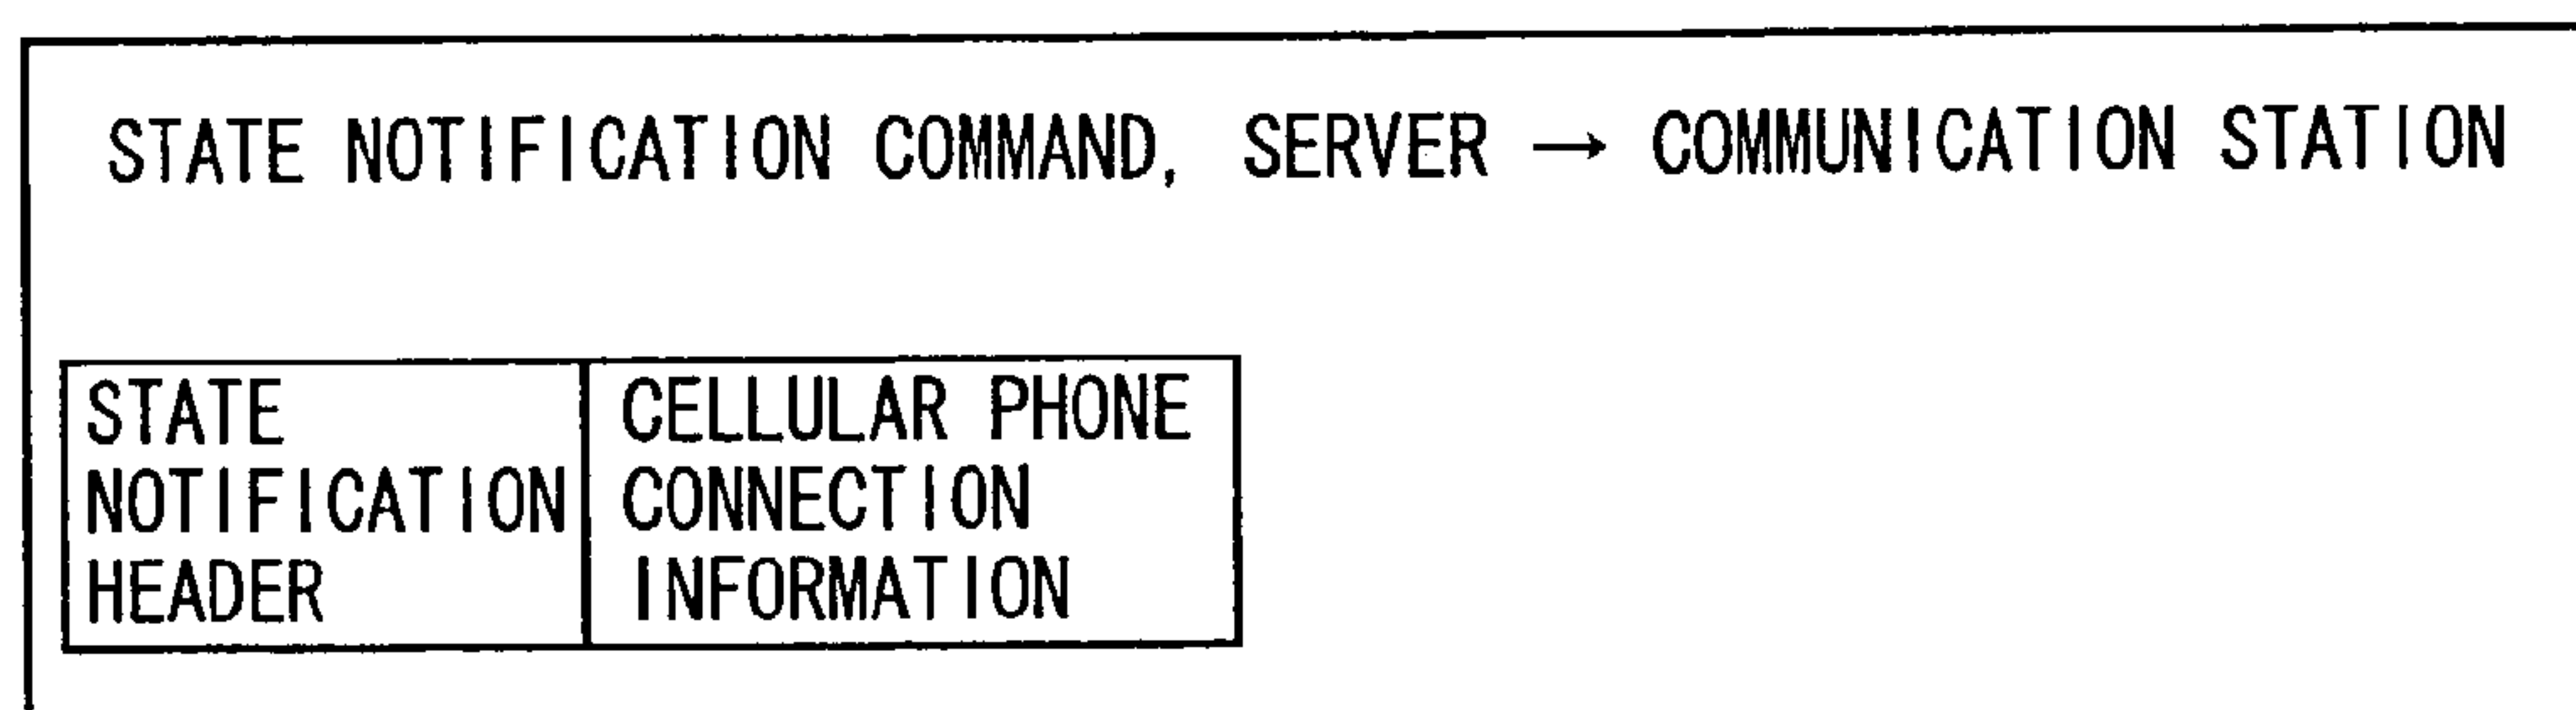 STATE NOTIFICATION COMMAND, SERVER → COMMUNICATION STATION
STATE
NOTIFICATION
HEADER
CELLULAR PHONE
CONNECTION
INFORMATION